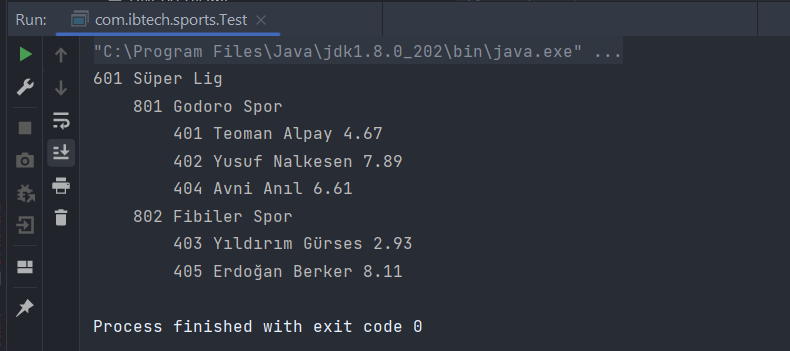 Run: com.ibtech.sports.Test
"C:\Program Files\Java\jdk1.8.0_202\bin\java.exe" ...
601 Süper Lig
801 Godoro Spor
401 Teoman Alpay 4.67
402 Yusuf Nalkesen 7.89
404 Avni Anıl 6.61
802 Fibiler Spor
403 Yıldırım Gürses 2.93
405 Erdoğan Berker 8.11
Process finished with exit code 0